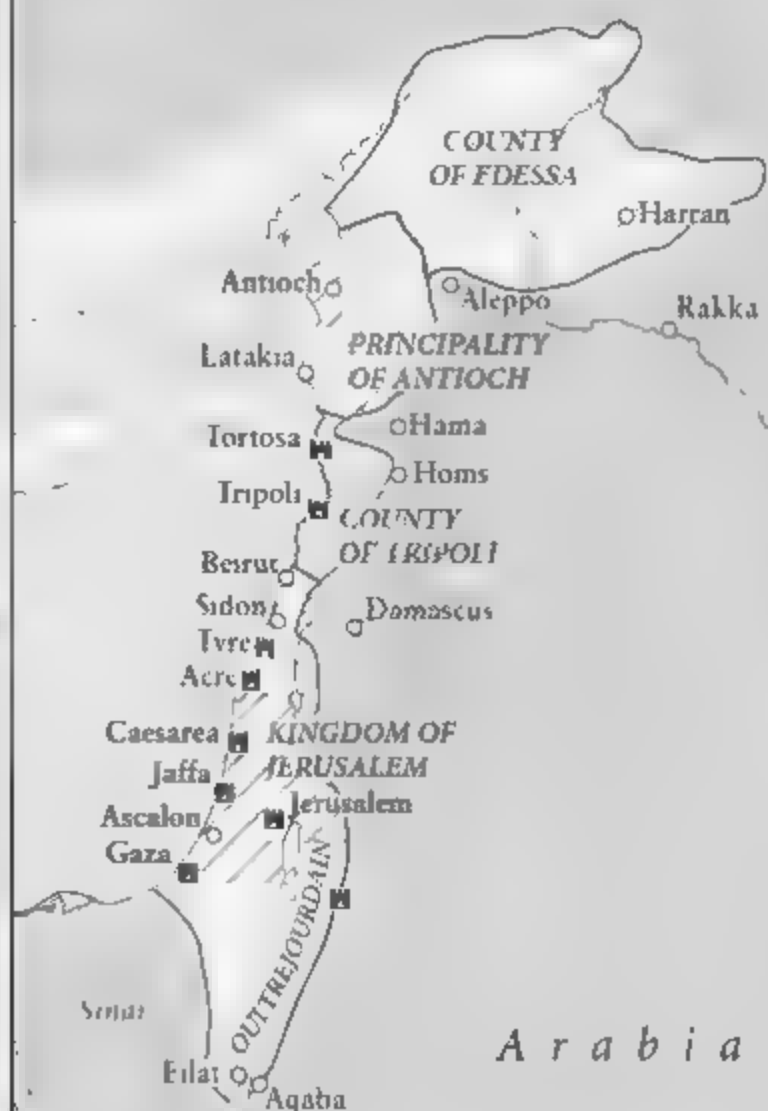 COUNTY
OF EDESSA
Harran
Antioch
Aleppo
Rakka
Latakia
PRINCIPALITY
OF ANTIOCH
Hama
Tortosa
Homs
Tripoli
COUNTY
OF TRIPOLI
Beirut
Sidon
Damascus
Tyre
Acre
Caesarea
KINGDOM OF
JERUSALEM
Jaffa
Jerusalem
Ascalon
Gaza
OUTREJOURDAIN
Sinai
Arabia
Eilat
Aqaba